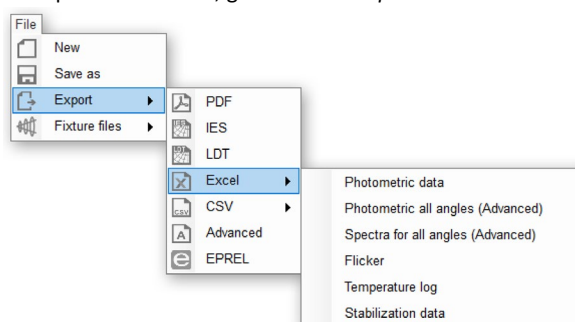 File
New
Save as
Export
Fixture files
PDF
IES
LDT
Excel
CSV
Advanced
EPREL
Photometric data
Photometric all angles (Advanced)
Spectra for all angles (Advanced)
Flicker
Temperature log
Stabilization data